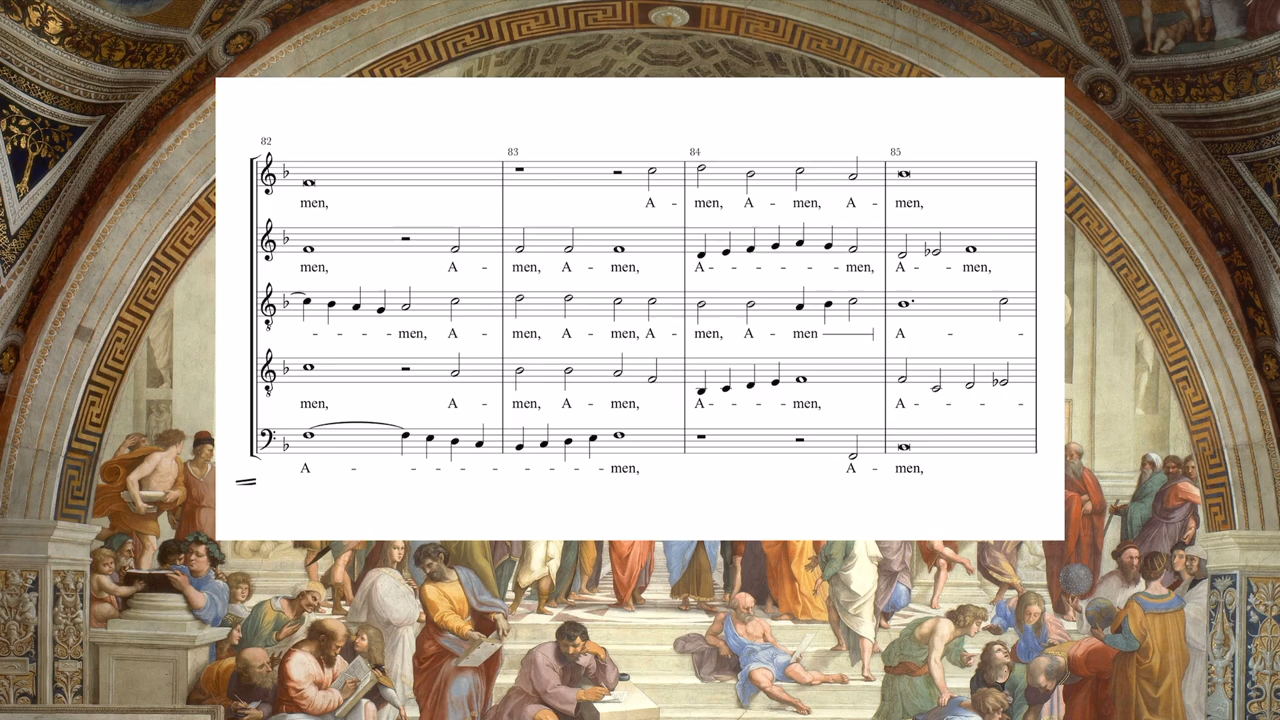 82
83 84 85
men, A - men, A - men, A - men,
men, A - men, A - men, A - - - - - men, A - men,
- - - - men, A - men, A - men, A - men, A - men A - -
men, A - men, A - men, A - - - men, A - - - -
A - - - - - - - - men, A - men,